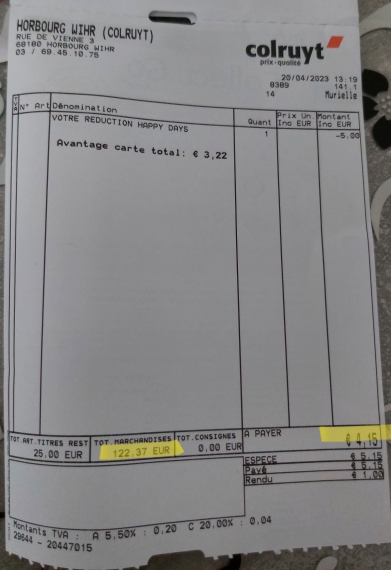 HORBOURG WIHR (COLRUYT)
RUE DE VIENNE 3
68180 HORBOURG WIHR
03 / 69.45.10.75
colruyt
prix-qualité
20/04/2023 13:19
8389 141.1
14 Murielle
TVA N° Art Dénomination Quant Prix Un. Inc EUR Montant Inc EUR
VOTRE REDUCTION HAPPY DAYS 1 -5.00
Avantage carte total: € 3,22
TOT.ART.TITRES REST TOT.MARCHANDISES TOT.CONSIGNES A PAYER
25.00 EUR 122.37 EUR 0,00 EUR € 4,15
ESPECE € 5.15
Payé € 5.15
Rendu € 1,00
Montants TVA : A 5,50% : 0,20 C 20,00% : 0,04
29644 - 20447015